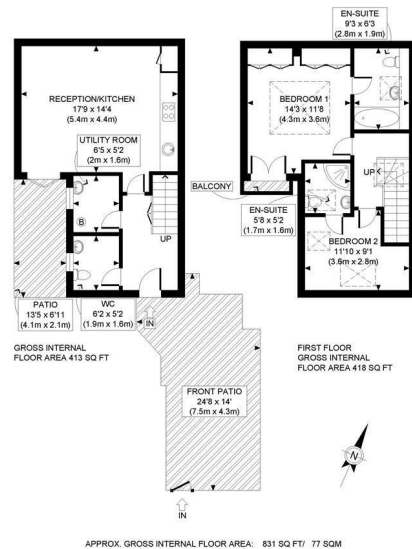 EN-SUITE
9'3 x 6'3
(2.8m x 1.9m)
RECEPTION/KITCHEN
17'9 x 14'4
(5.4m x 4.4m)
BEDROOM 1
14'3 x 11'8
(4.3m x 3.6m)
UTILITY ROOM
6'5 x 5'2
(2m x 1.6m)
UP
BALCONY
B
EN-SUITE
5'8 x 5'2
(1.7m x 1.6m)
UP
BEDROOM 2
11'10 x 9'1
(3.6m x 2.8m)
PATIO
13'5 x 6'11
(4.1m x 2.1m)
WC
6'2 x 5'2
(1.9m x 1.6m)
IN
GROSS INTERNAL
FLOOR AREA 413 SQ FT
FIRST FLOOR
GROSS INTERNAL
FLOOR AREA 418 SQ FT
FRONT PATIO
24'8 x 14'
(7.5m x 4.3m)
N
IN
APPROX. GROSS INTERNAL FLOOR AREA: 831 SQ FT/ 77 SQM